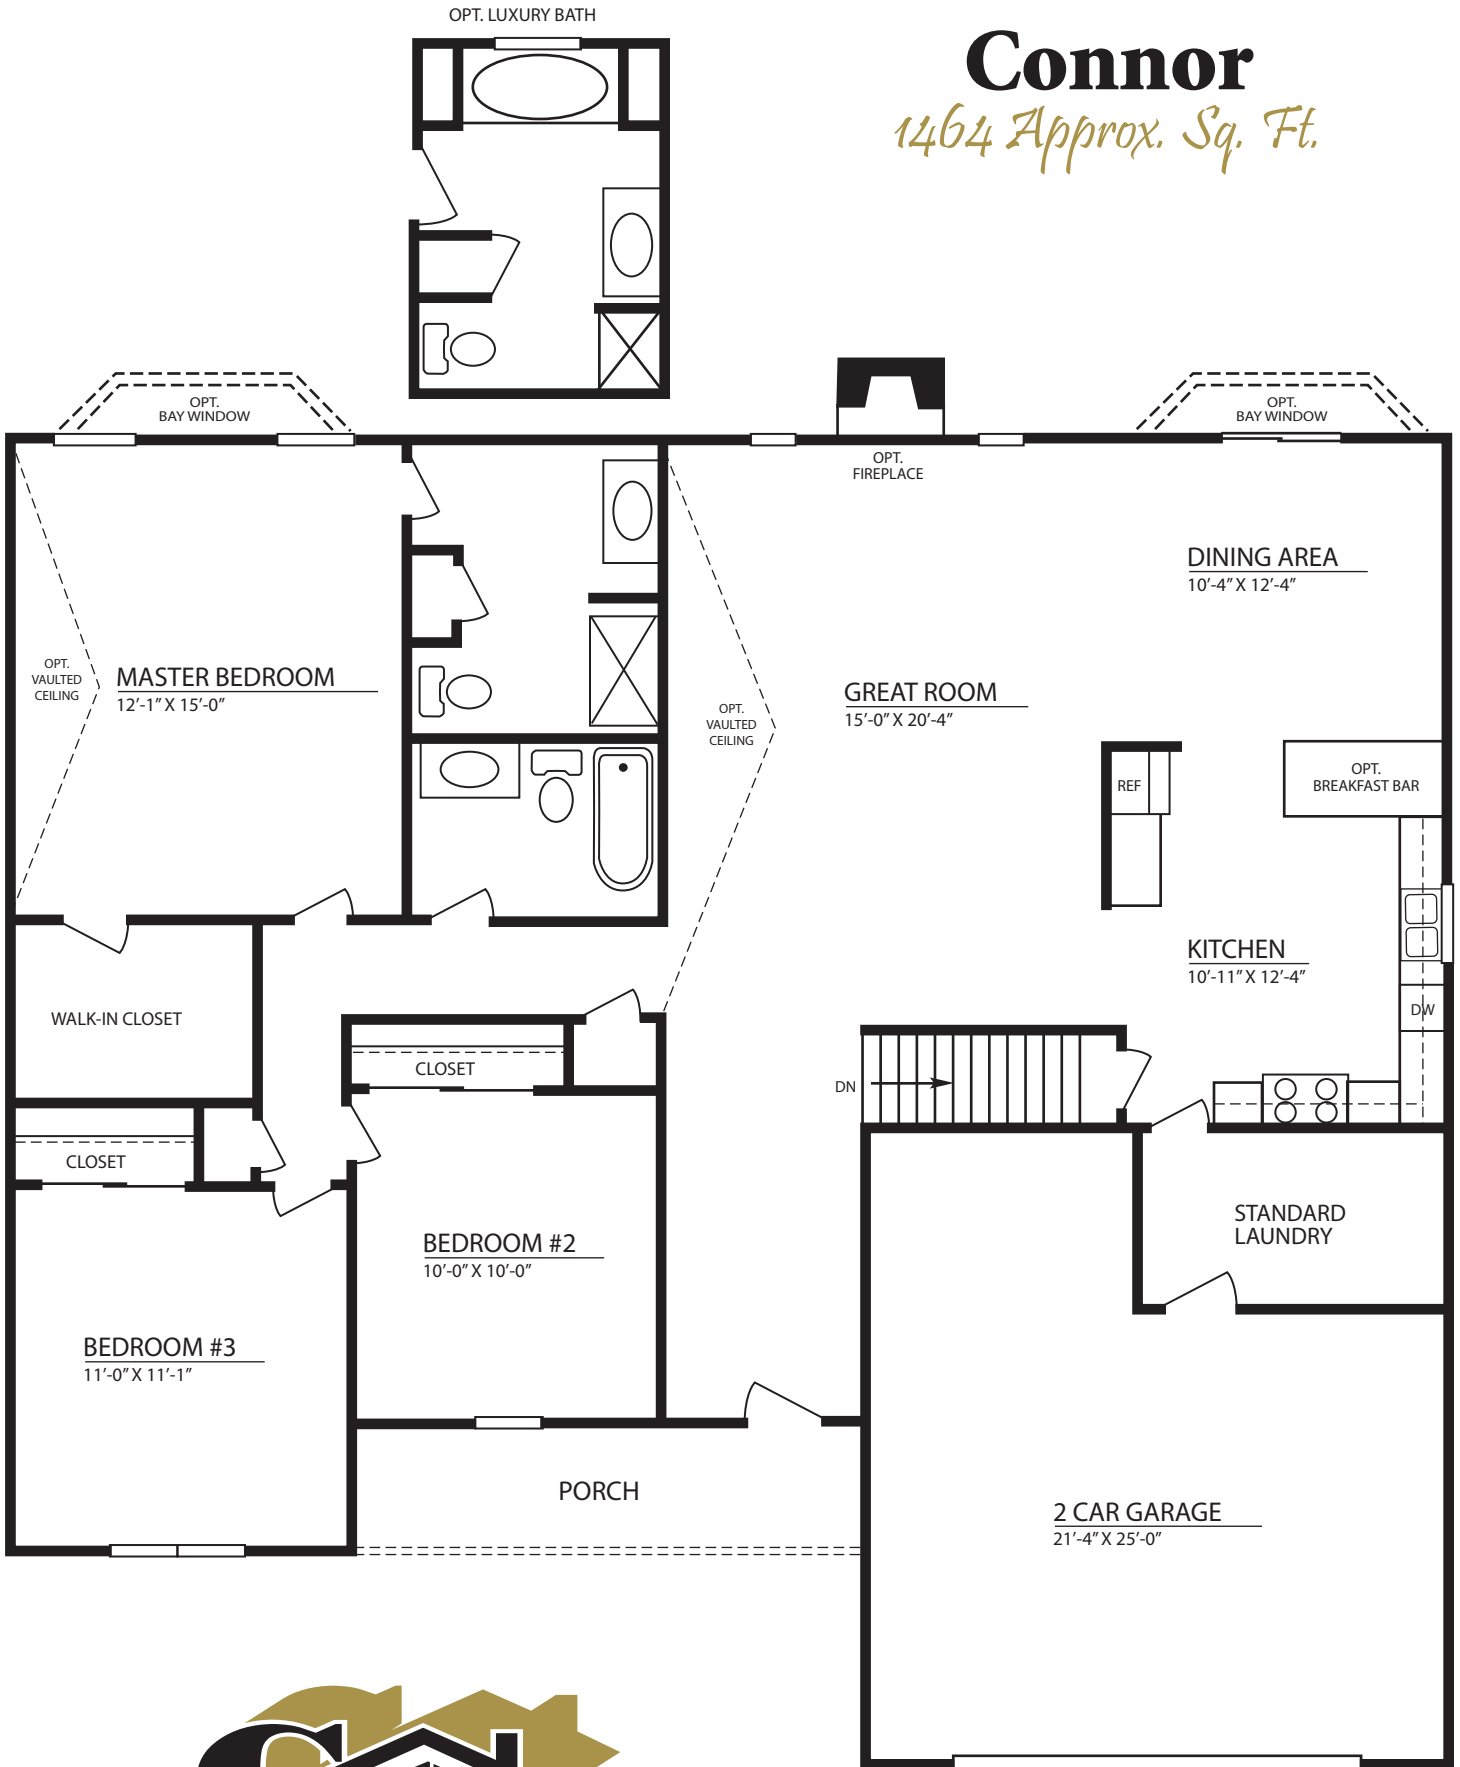 OPT. LUXURY BATH
Connor
1464 Approx. Sq. Ft.
OPT.
BAY WINDOW
OPT.
BAY WINDOW
OPT.
FIREPLACE
DINING AREA
10'-4" X 12'-4"
OPT.
VAULTED
CEILING
MASTER BEDROOM
12'-1" X 15'-0"
OPT.
VAULTED
CEILING
GREAT ROOM
15'-0" X 20'-4"
REF
OPT.
BREAKFAST BAR
KITCHEN
10'-11" X 12'-4"
DW
WALK-IN CLOSET
CLOSET
DN
CLOSET
STANDARD
LAUNDRY
BEDROOM #2
10'-0" X 10'-0"
BEDROOM #3
11'-0" X 11'-1"
PORCH
2 CAR GARAGE
21'-4" X 25'-0"